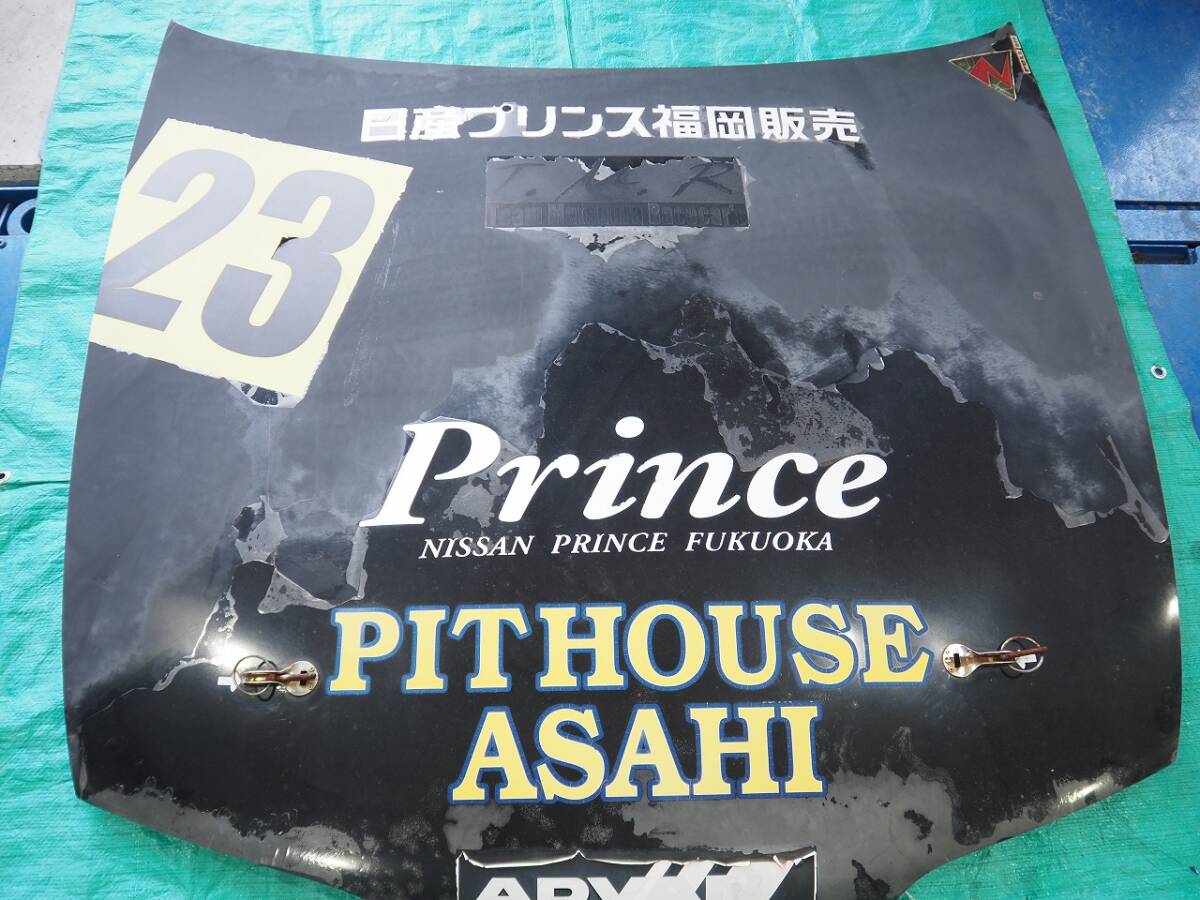 日産プリンス福岡販売
N
23
T.M.R
Prince
NISSAN PRINCE FUKUOKA
PITHOUSE
ASAHI